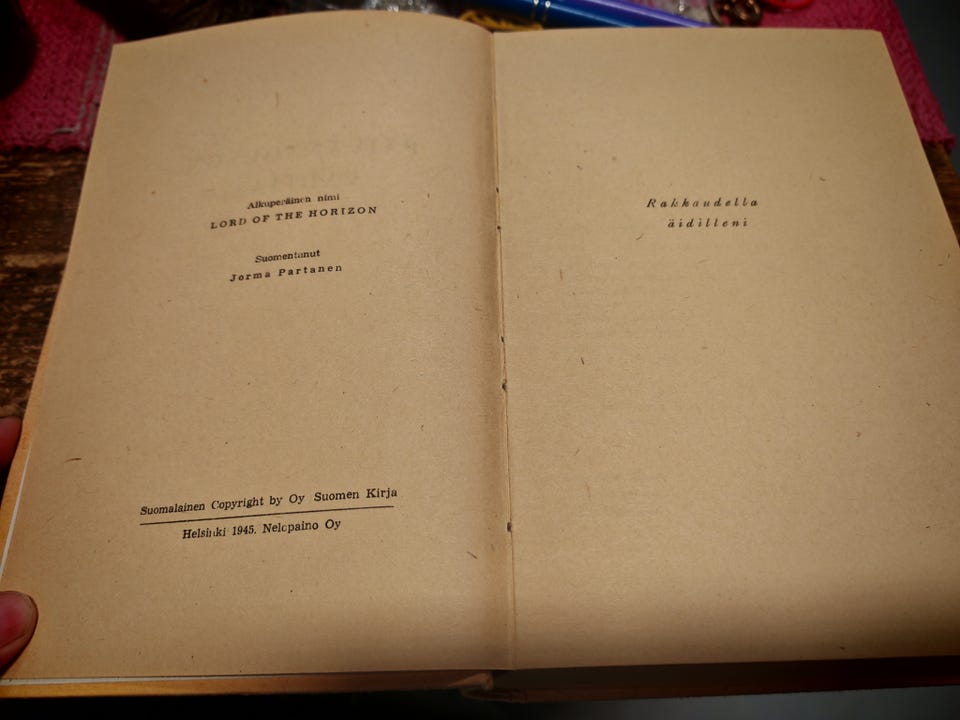 Alkuperäinen nimi
LORD OF THE HORIZON
Suomentanut
Jorma Partanen
Suomalainen Copyright by Oy Suomen Kirja
Helsinki 1945. Nelopaino Oy
Rakkaudella
äidilleni